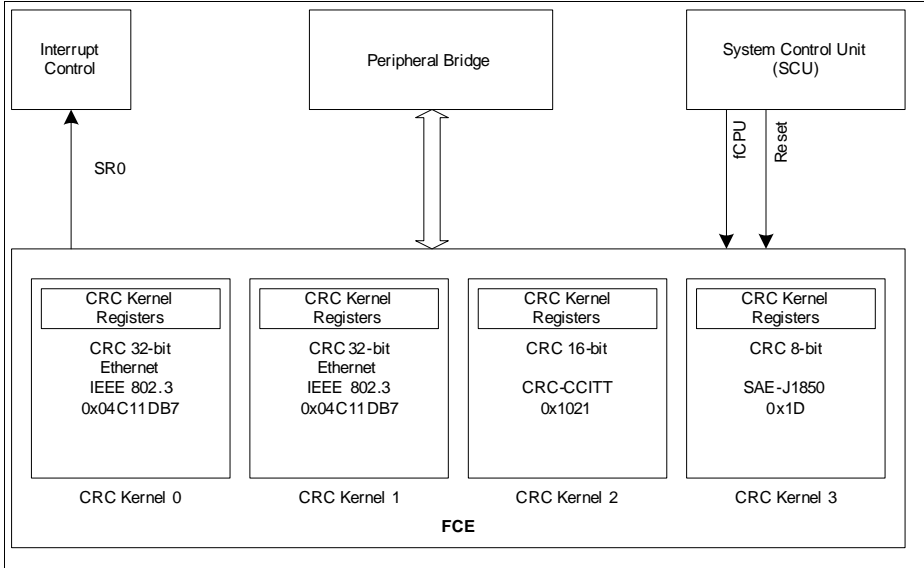 Interrupt
Control
Peripheral Bridge
System Control Unit
(SCU)
SR0
fCPU
Reset
CRC Kernel
Registers
CRC 32-bit
Ethernet
IEEE 802.3
0x04C11DB7
CRC Kernel 0
CRC Kernel
Registers
CRC 32-bit
Ethernet
IEEE 802.3
0x04C11DB7
CRC Kernel 1
CRC Kernel
Registers
CRC 16-bit
CRC-CCITT
0x1021
CRC Kernel 2
CRC Kernel
Registers
CRC 8-bit
SAE-J1850
0x1D
CRC Kernel 3
FCE